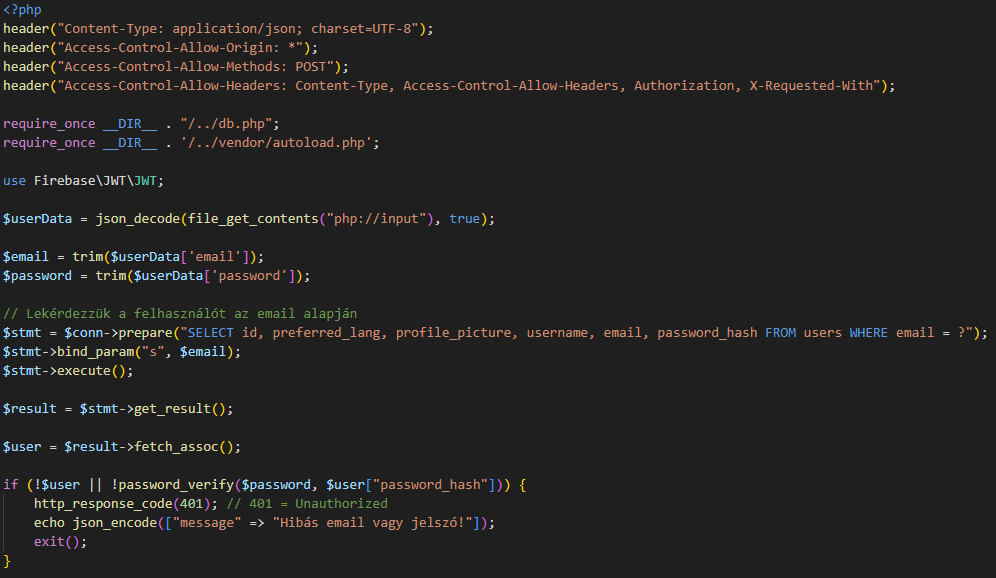 <?php
header("Content-Type: application/json; charset=UTF-8");
header("Access-Control-Allow-Origin: *");
header("Access-Control-Allow-Methods: POST");
header("Access-Control-Allow-Headers: Content-Type, Access-Control-Allow-Headers, Authorization, X-Requested-With");
require_once __DIR__ . "/../db.php";
require_once __DIR__ . '/../vendor/autoload.php';
use Firebase\JWT\JWT;
$userData = json_decode(file_get_contents("php://input"), true);
$email = trim($userData['email']);
$password = trim($userData['password']);
// Lekérdezzük a felhasználót az email alapján
$stmt = $conn->prepare("SELECT id, preferred_lang, profile_picture, username, email, password_hash FROM users WHERE email = ?");
$stmt->bind_param("s", $email);
$stmt->execute();
$result = $stmt->get_result();
$user = $result->fetch_assoc();
if (!$user || !password_verify($password, $user["password_hash"])) {
    http_response_code(401); // 401 = Unauthorized
    echo json_encode(["message" => "Hibás email vagy jelszó!"]);
    exit();
}